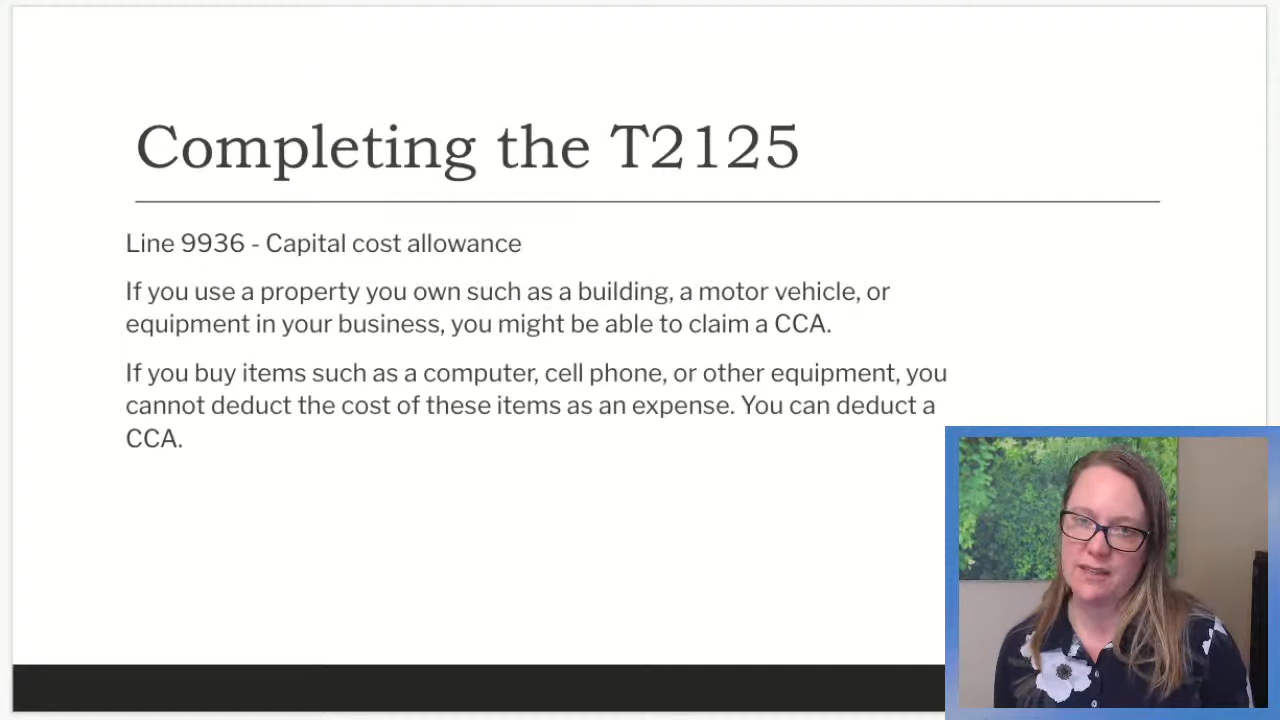 Completing the T2125
Line 9936 - Capital cost allowance
If you use a property you own such as a building, a motor vehicle, or
equipment in your business, you might be able to claim a CCA.
If you buy items such as a computer, cell phone, or other equipment, you
cannot deduct the cost of these items as an expense. You can deduct a
CCA.